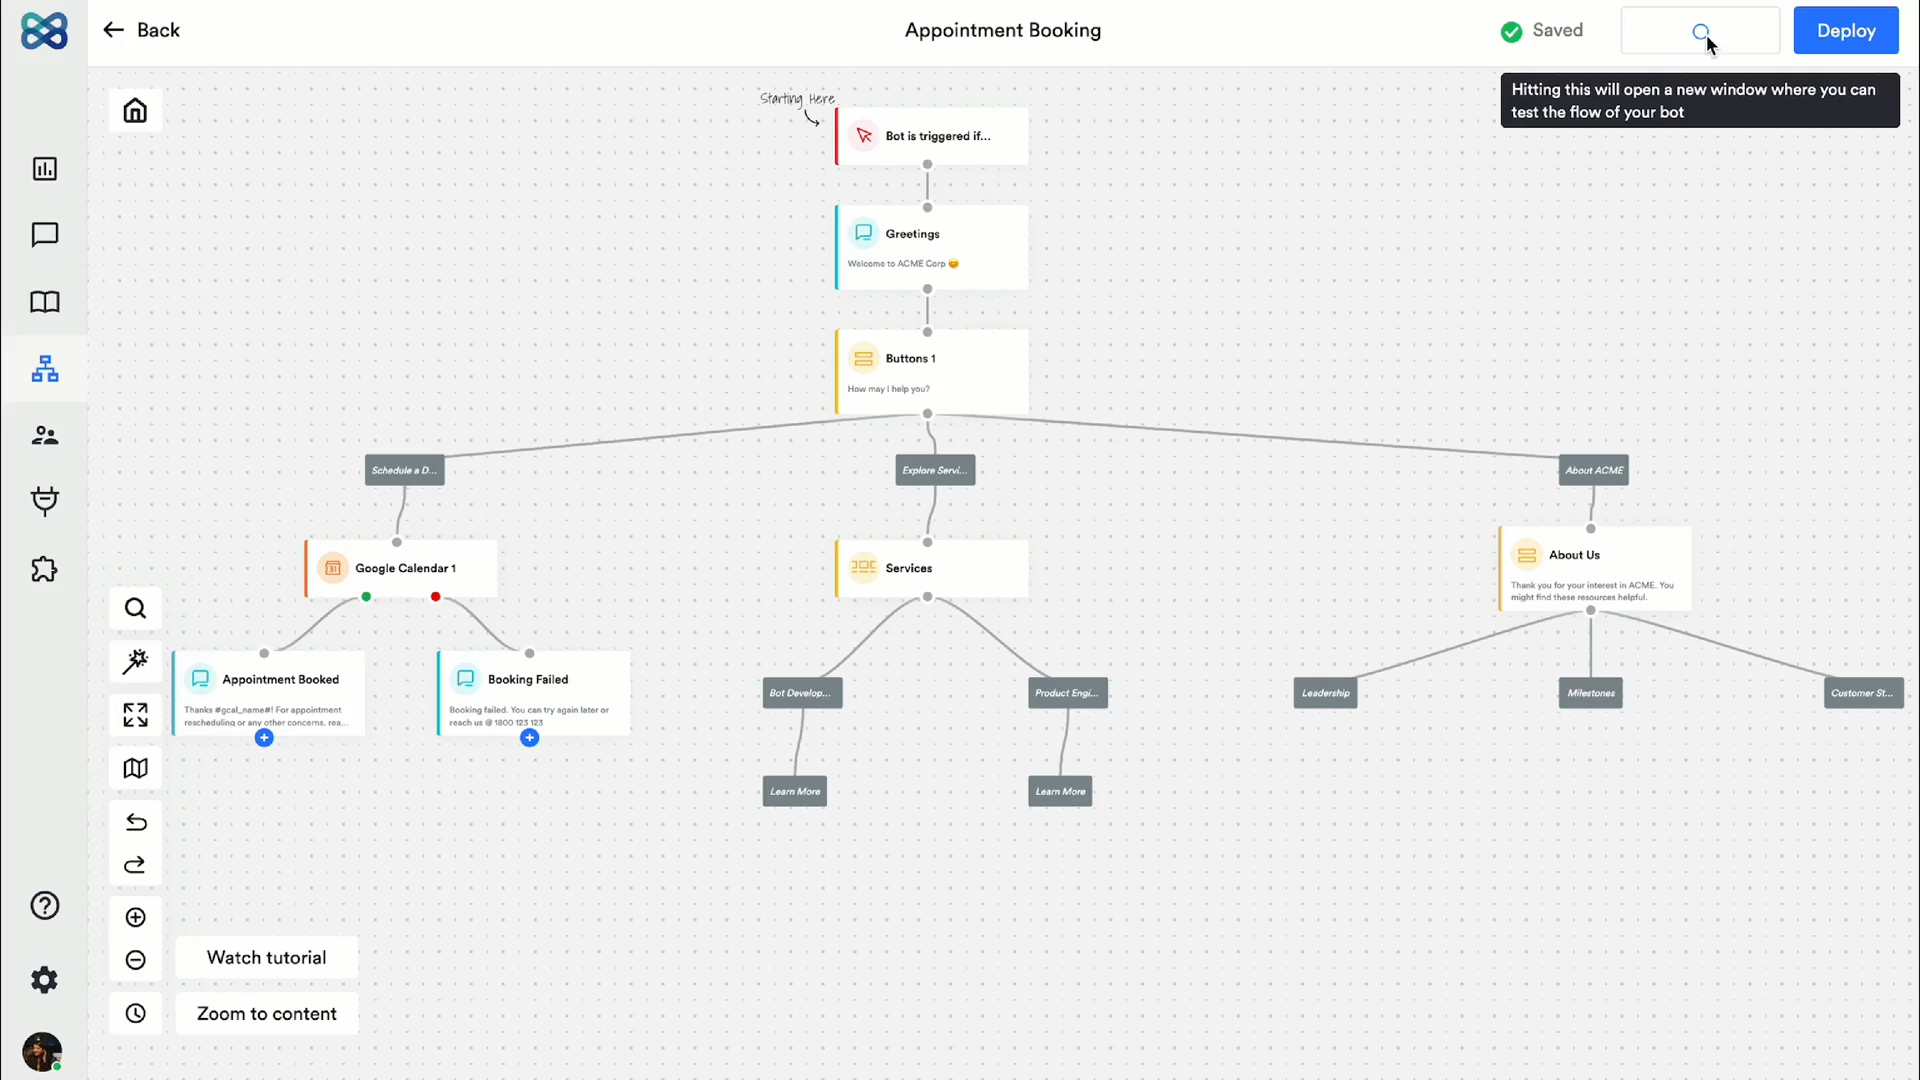 Back
Appointment Booking
Saved
Deploy
Hitting this will open a new window where you can
test the flow of your bot
Starting Here
Bot is triggered if...
Greetings
Welcome to ACME Corp 😊
Buttons 1
How may I help you?
Schedule a D...
Explore Servi...
About ACME
Google Calendar 1
Services
About Us
Thank you for your interest in ACME. You
might find these resources helpful.
31
Appointment Booked
Thanks #gcal_name#! For appointment
rescheduling or any other concerns, rea...
Booking Failed
Booking failed. You can try again later or
reach us @ 1800 123 123
Bot Develop...
Product Engi...
Leadership
Milestones
Customer St...
Learn More
Learn More
Watch tutorial
Zoom to content